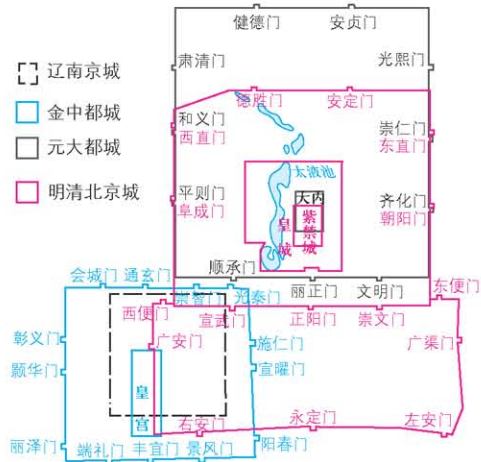 健德门 安贞门
肃清门 光熙门
辽南京城
德胜门 安定门
金中都城
和义门 崇仁门
西直门 东直门
元大都城
太液池
明清北京城
平则门 大内 齐化门
阜成门 皇城 紫禁城 朝阳门
顺承门 丽正门 文明门
会城门 通玄门 崇智门 光泰门 东便门
西便门 宣武门 正阳门 崇文门
彰义门 广安门 施仁门 广渠门
颢华门 宣曜门
皇宫
丽泽门 端礼门 丰宜门 景风门 阳春门
右安门 永定门 左安门